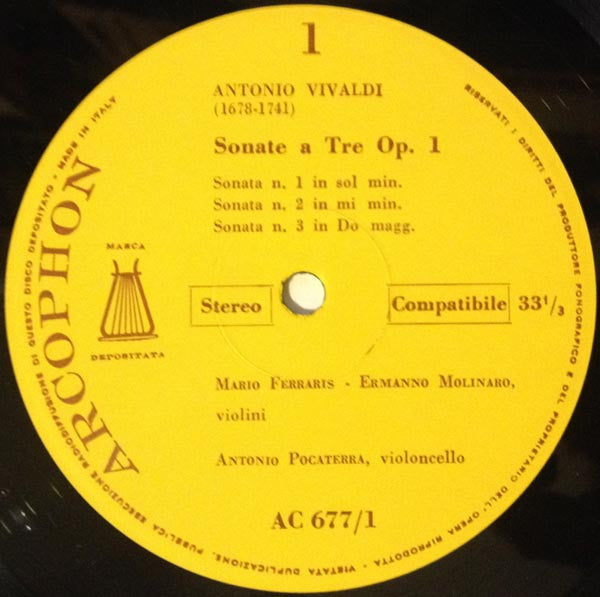 1
ANTONIO VIVALDI
(1678-1741)
Sonate a Tre Op. 1
Sonata n. 1 in sol min.
Sonata n. 2 in mi min.
Sonata n. 3 in Do magg.
ARCOPHON
MARCA
DEPOSITATA
Stereo
Compatibile 33 1/3
MARIO FERRARIS - ERMANNO MOLINARO,
violini
ANTONIO POCATERRA, violoncello
AC 677/1
RISERVATI I DIRITTI DEL PRODUTTORE FONOGRAFICO E DEL PROPRIETARIO DELL'OPERA RIPRODOTTA - VIETATA DUPLICAZIONE, PUBBLICA ESECUZIONE RADIODIFFUSIONE DI QUESTO DISCO DEPOSITATO - MADE IN ITALY